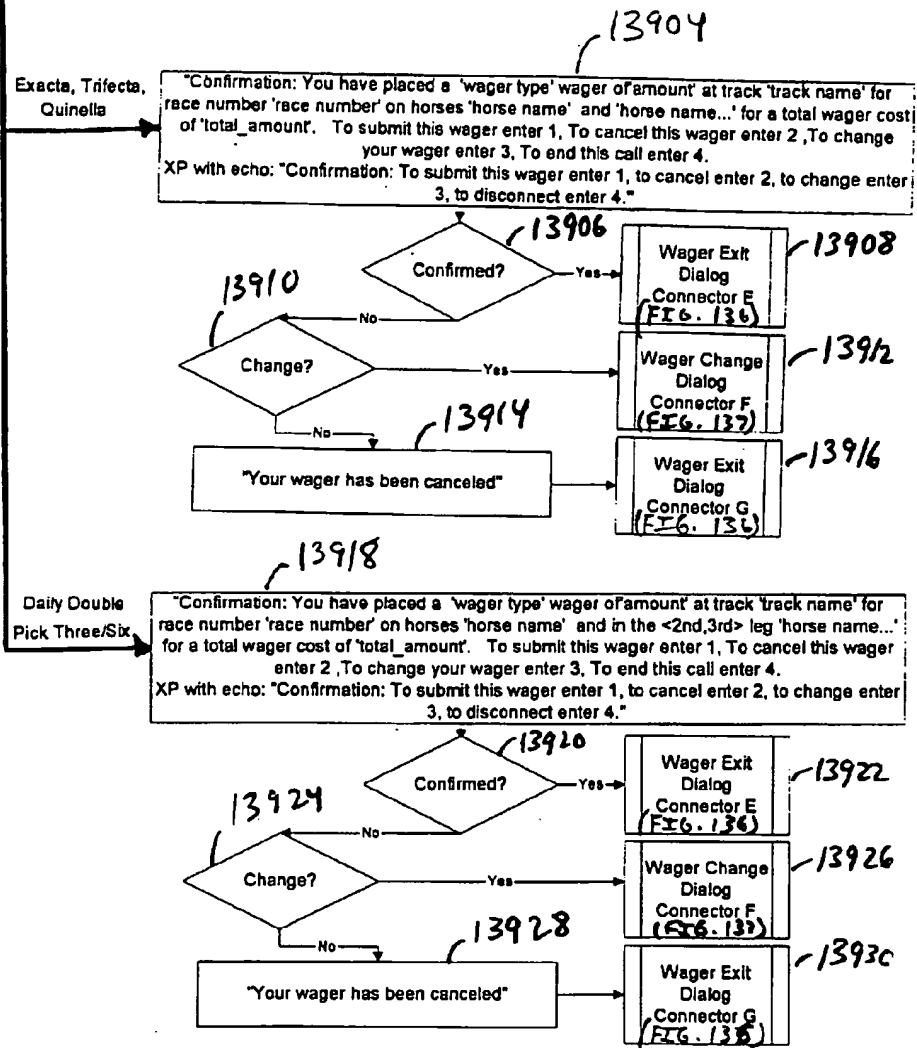 13904
Exacta, Trifecta,
Quinella
"Confirmation: You have placed a 'wager type' wager of'amount' at track 'track name' for
race number 'race number' on horses 'horse name' and 'horse name...' for a total wager cost
of 'total_amount'. To submit this wager enter 1, To cancel this wager enter 2 ,To change
your wager enter 3, To end this call enter 4.
XP with echo: "Confirmation: To submit this wager enter 1, to cancel enter 2, to change enter
3, to disconnect enter 4."
13906
Confirmed?
Yes
Wager Exit
Dialog
Connector E
(FIG. 136)
13908
No
13910
Change?
Yes
Wager Change
Dialog
Connector F
(FIG. 137)
13912
No
13914
"Your wager has been canceled"
Wager Exit
Dialog
Connector G
(FIG. 136)
13916
13918
Daily Double
Pick Three/Six
"Confirmation: You have placed a 'wager type' wager of'amount' at track 'track name' for
race number 'race number' on horses 'horse name' and in the <2nd,3rd> leg 'horse name...'
for a total wager cost of 'total_amount'. To submit this wager enter 1, To cancel this wager
enter 2 ,To change your wager enter 3, To end this call enter 4.
XP with echo: "Confirmation: To submit this wager enter 1, to cancel enter 2, to change enter
3, to disconnect enter 4."
13920
Confirmed?
Yes
Wager Exit
Dialog
Connector E
(FIG. 136)
13922
No
13924
Change?
Yes
Wager Change
Dialog
Connector F
(FIG. 137)
13926
No
13928
"Your wager has been canceled"
Wager Exit
Dialog
Connector G
13930